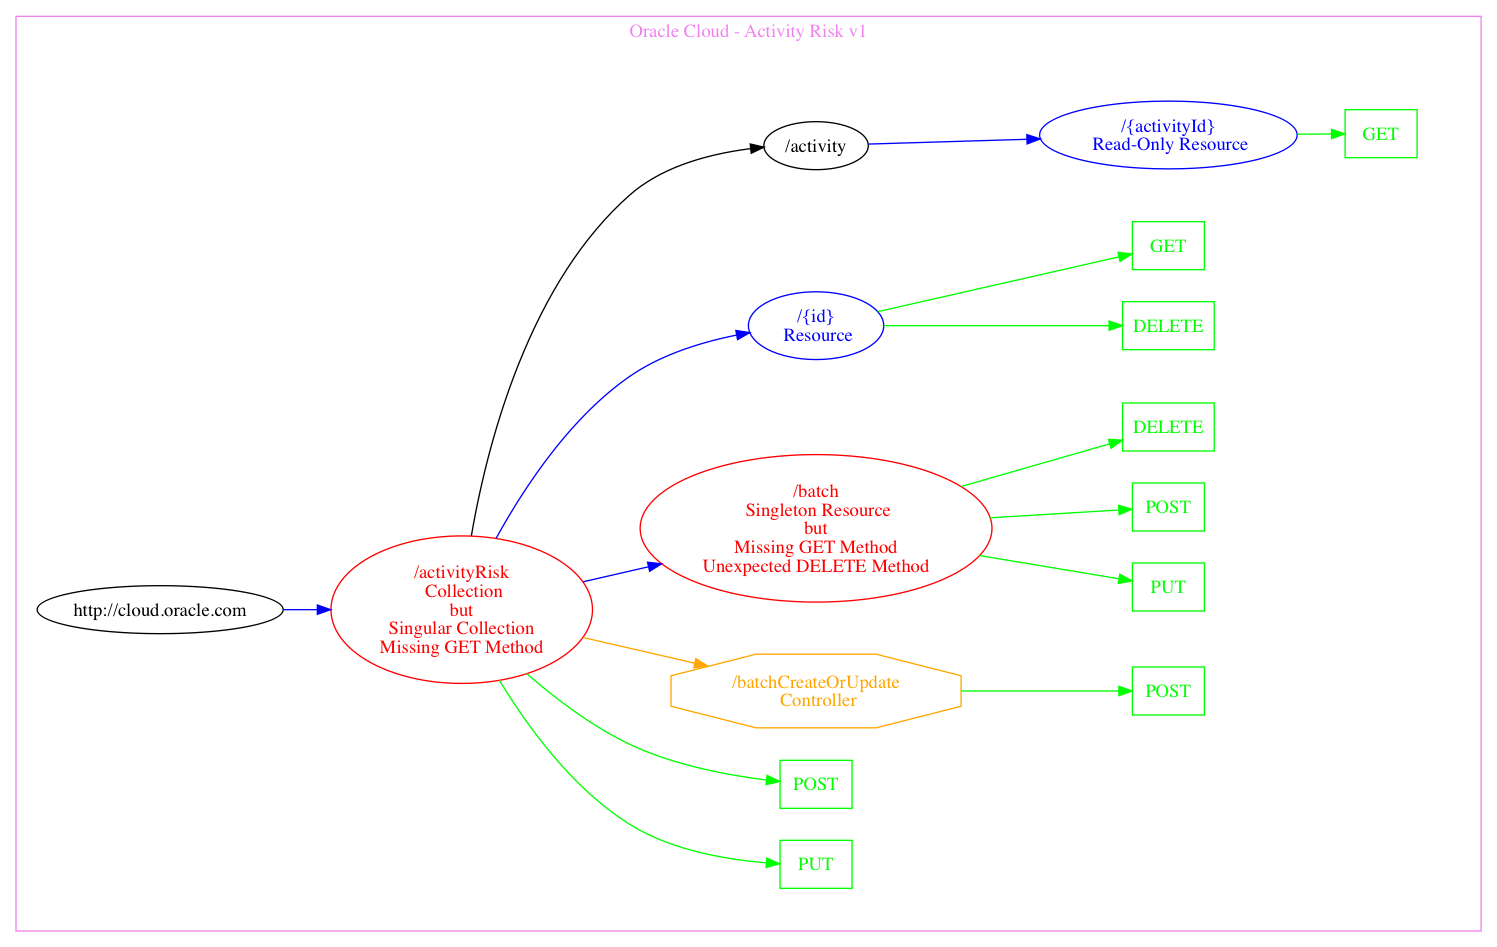 Oracle Cloud - Activity Risk v1
/activity
/{activityId}
Read-Only Resource
GET
/{id}
Resource
GET
DELETE
/batch
Singleton Resource
but
Missing GET Method
Unexpected DELETE Method
DELETE
POST
PUT
http://cloud.oracle.com
/activityRisk
Collection
but
Singular Collection
Missing GET Method
/batchCreateOrUpdate
Controller
POST
POST
PUT